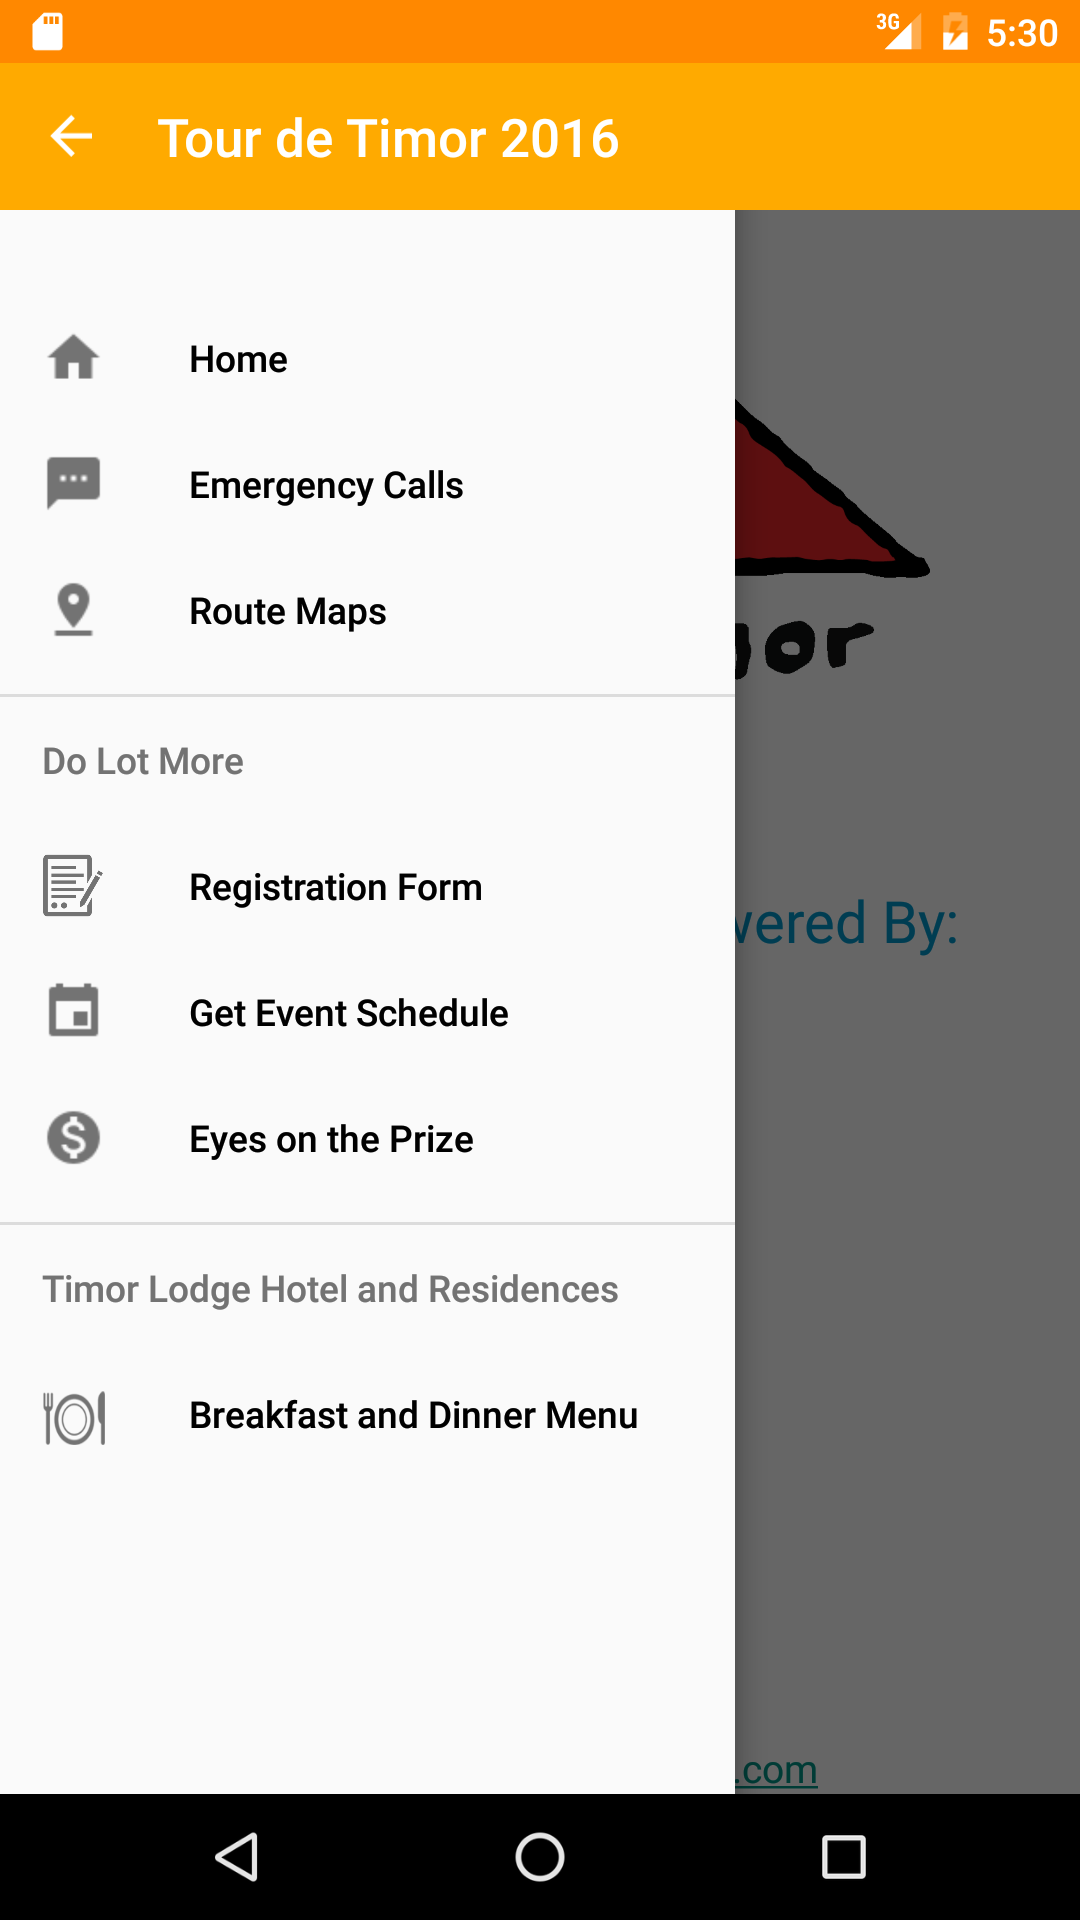 3G 5:30
Tour de Timor 2016
Home
Emergency Calls
Route Maps
Do Lot More
Registration Form
Get Event Schedule
Eyes on the Prize
Timor Lodge Hotel and Residences
Breakfast and Dinner Menu
or
wered By:
.com